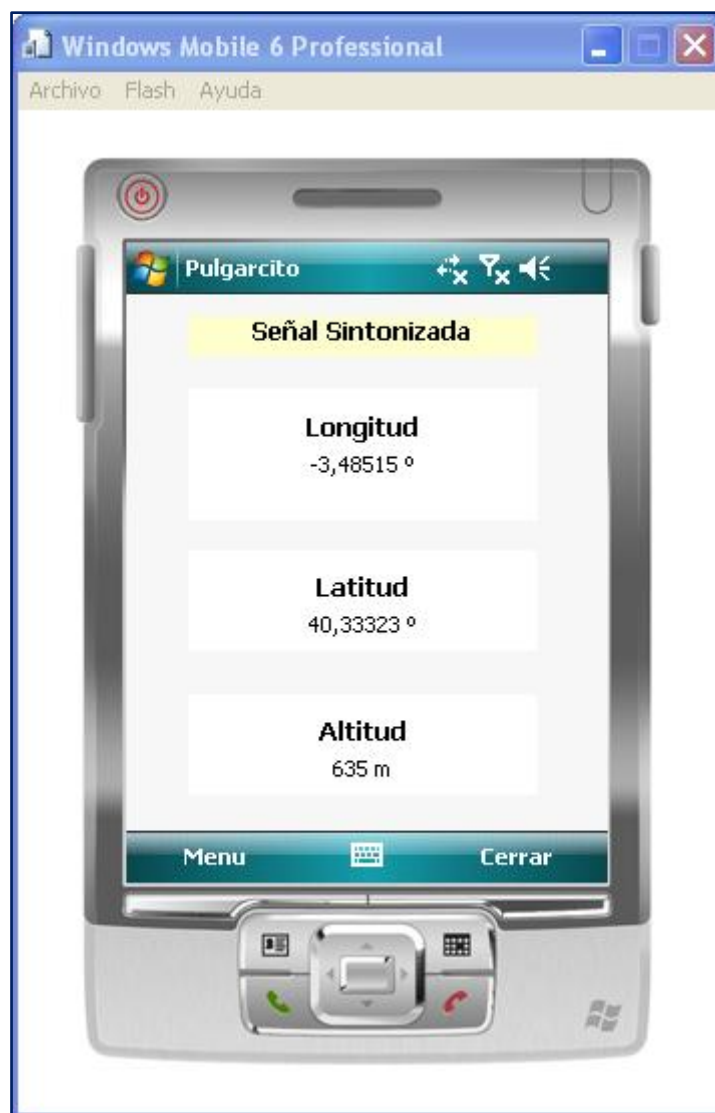 Windows Mobile 6 Professional
Archivo Flash Ayuda
Pulgarcito
Señal Sintonizada
Longitud
-3,48515 º
Latitud
40,33323 º
Altitud
635 m
Menu Cerrar